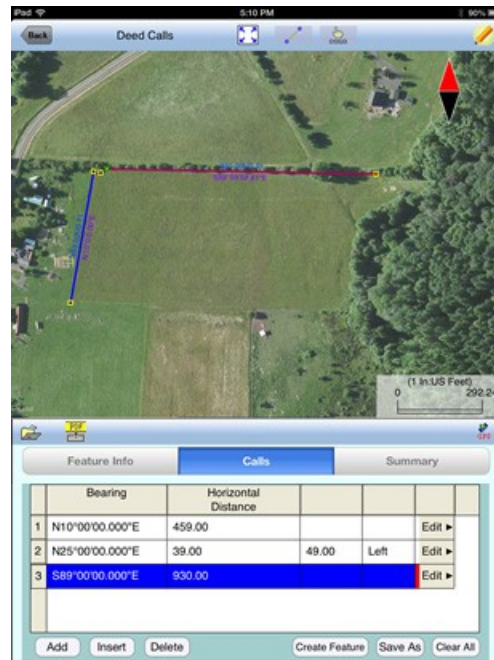 iPad 5:10 PM 90%
Back Deed Calls
COGO
(1 In:US Feet)
0 292.24
PDF
GPS
Feature Info Calls Summary
Bearing Horizontal
Distance
1 N10°00'00.000"E 459.00 Edit ►
2 N25°00'00.000"E 39.00 49.00 Left Edit ►
3 S89°00'00.000"E 930.00 Edit ►
Add Insert Delete Create Feature Save As Clear All